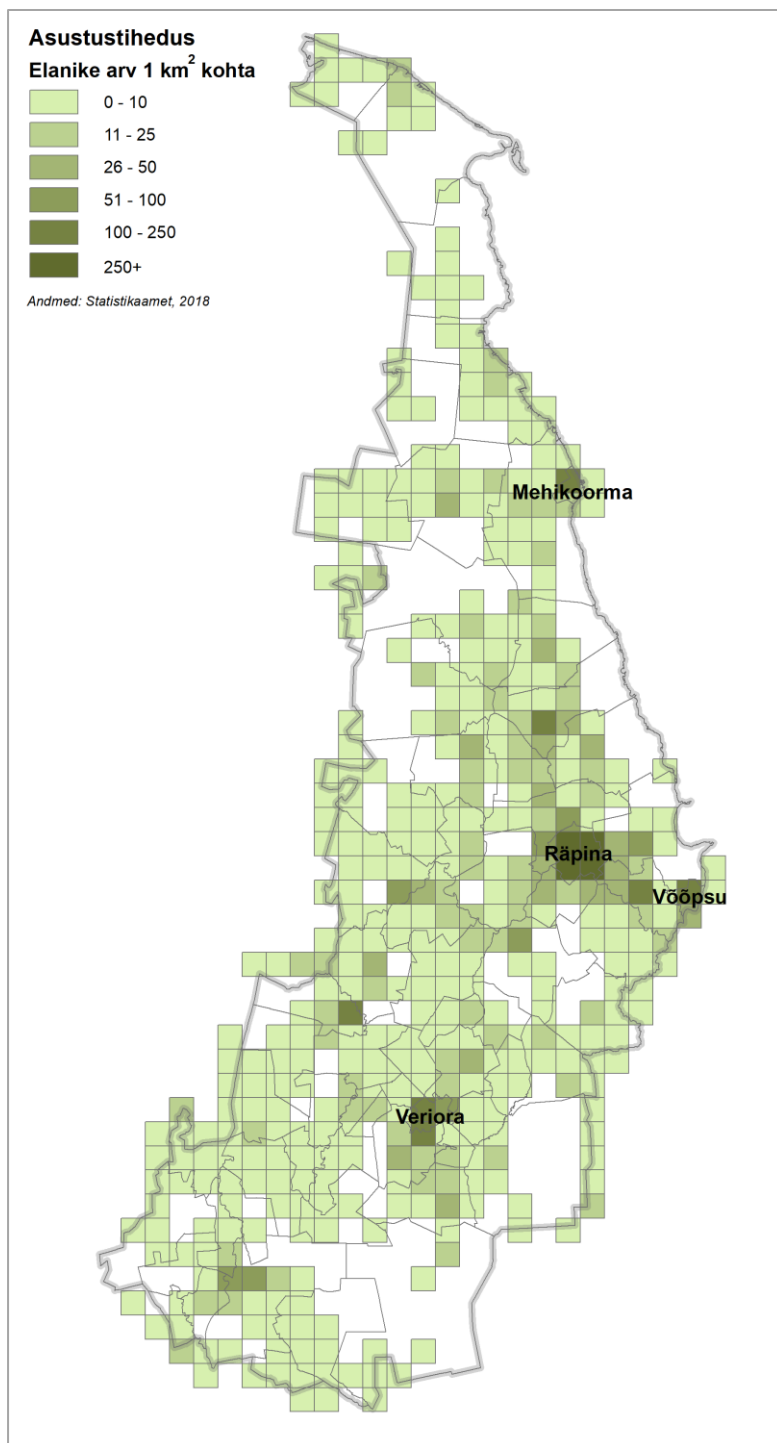 Asustustihedus
Elanike arv 1 km² kohta
0 - 10
11 - 25
26 - 50
51 - 100
100 - 250
250+
Andmed: Statistikaamet, 2018
Mehikoorma
Räpina
Võõpsu
Veriora